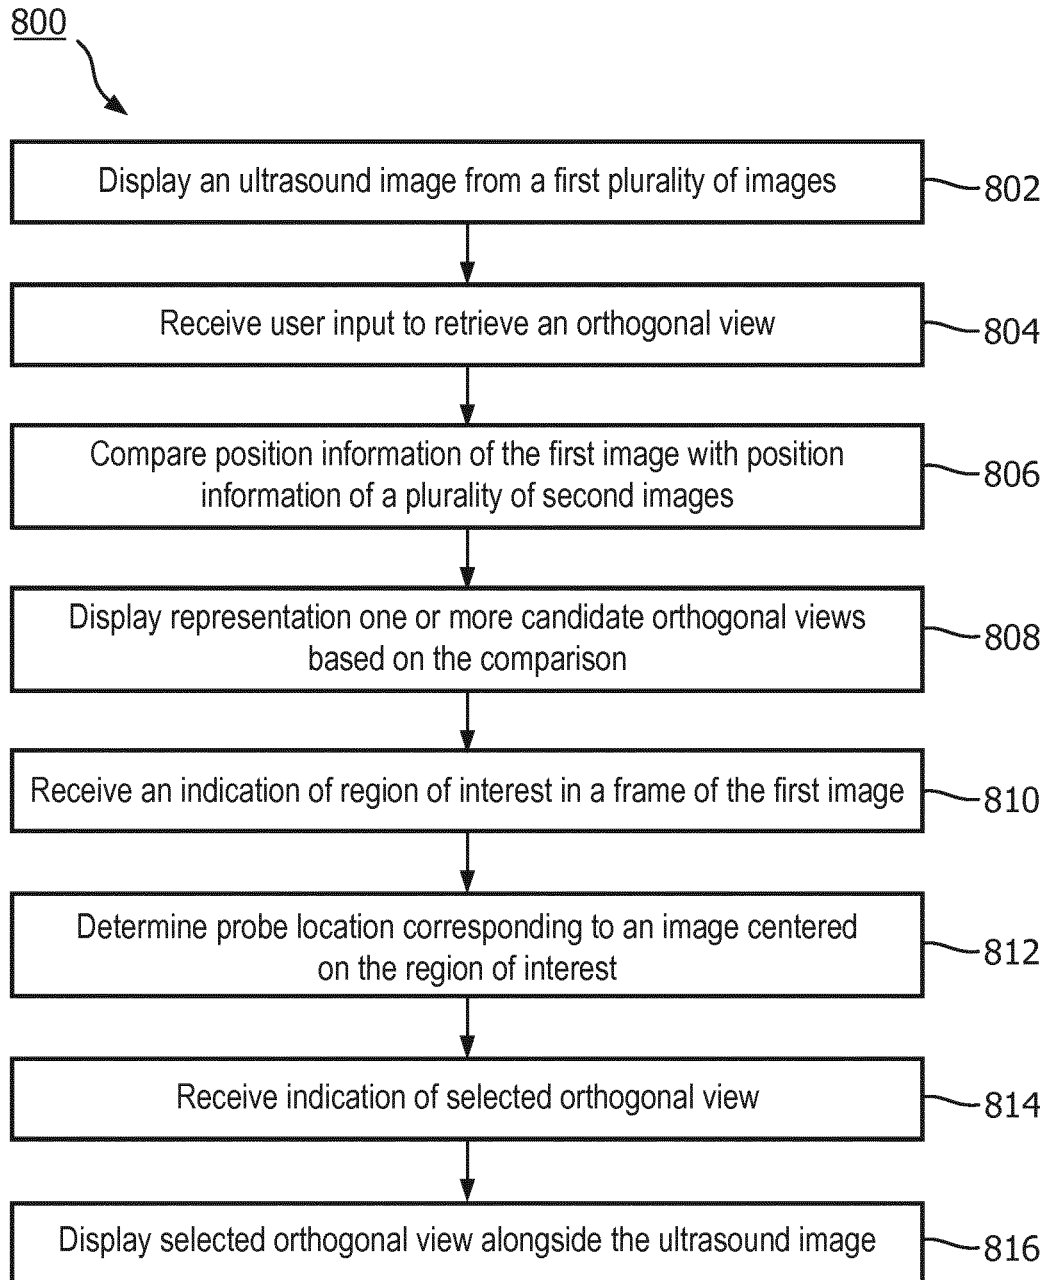 800
Display an ultrasound image from a first plurality of images
802
Receive user input to retrieve an orthogonal view
804
Compare position information of the first image with position
information of a plurality of second images
806
Display representation one or more candidate orthogonal views
based on the comparison
808
Receive an indication of region of interest in a frame of the first image
810
Determine probe location corresponding to an image centered
on the region of interest
812
Receive indication of selected orthogonal view
814
Display selected orthogonal view alongside the ultrasound image
816